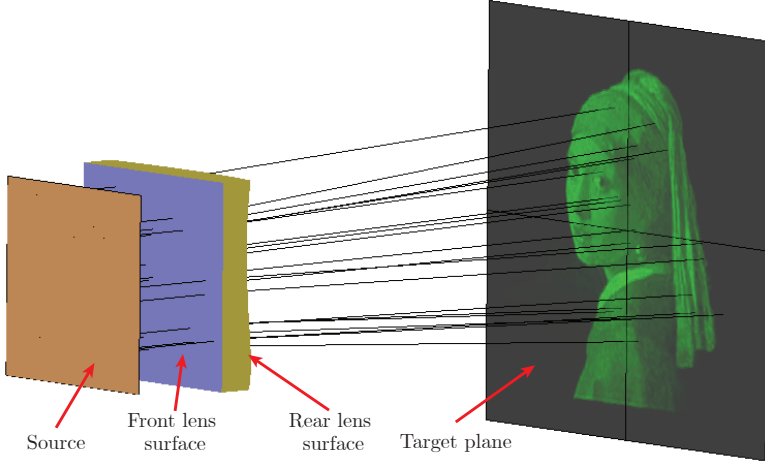 Source
Front lens
surface
Rear lens
surface
Target plane